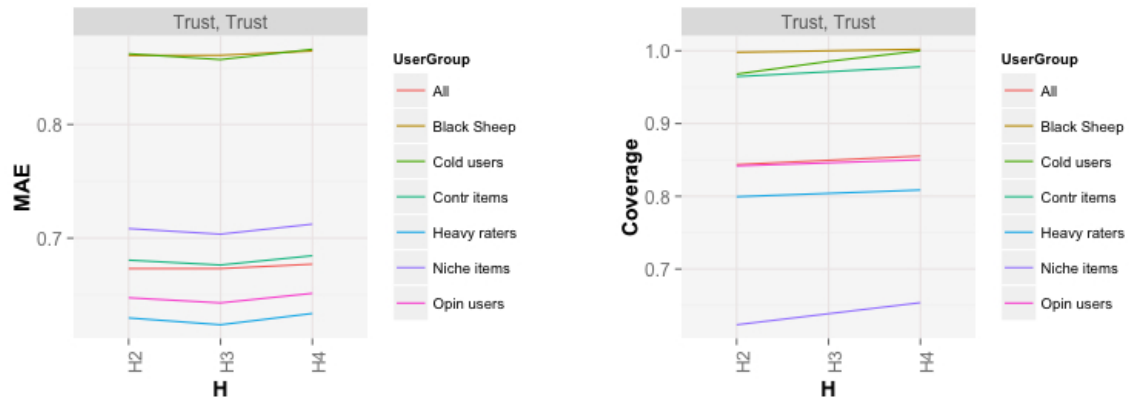 Trust, Trust
MAE
0.8
0.7
H2
H3
H4
H
UserGroup
All
Black Sheep
Cold users
Contr items
Heavy raters
Niche items
Opin users
Trust, Trust
Coverage
1.0
0.9
0.8
0.7
H2
H3
H4
H
UserGroup
All
Black Sheep
Cold users
Contr items
Heavy raters
Niche items
Opin users